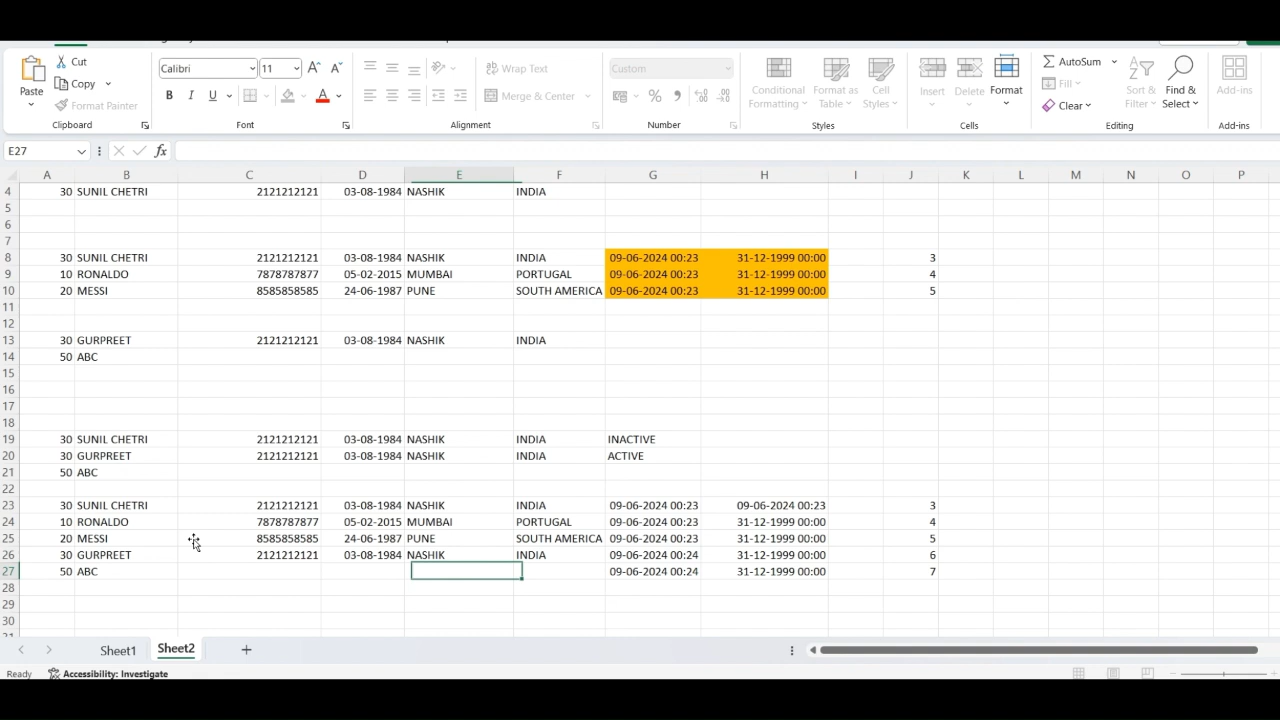 Cut
Copy
Format Painter
Paste
Clipboard
Calibri 11 A A
B I U A
Font
Wrap Text
Merge & Center
Alignment
Custom
% ,
Number
Conditional Formatting
Format as Table
Cell Styles
Styles
Insert Delete Format
Cells
AutoSum
Fill
Clear
Sort & Filter
Find & Select
Editing
Add-ins
Add-ins
E27 fx
A B C D E F G H I J K L M N O P
4 30 SUNIL CHETRI 2121212121 03-08-1984 NASHIK INDIA
5
6
7
8 30 SUNIL CHETRI 2121212121 03-08-1984 NASHIK INDIA 09-06-2024 00:23 31-12-1999 00:00 3
9 10 RONALDO 7878787877 05-02-2015 MUMBAI PORTUGAL 09-06-2024 00:23 31-12-1999 00:00 4
10 20 MESSI 8585858585 24-06-1987 PUNE SOUTH AMERICA 09-06-2024 00:23 31-12-1999 00:00 5
11
12
13 30 GURPREET 2121212121 03-08-1984 NASHIK INDIA
14 50 ABC
15
16
17
18
19 30 SUNIL CHETRI 2121212121 03-08-1984 NASHIK INDIA INACTIVE
20 30 GURPREET 2121212121 03-08-1984 NASHIK INDIA ACTIVE
21 50 ABC
22
23 30 SUNIL CHETRI 2121212121 03-08-1984 NASHIK INDIA 09-06-2024 00:23 09-06-2024 00:23 3
24 10 RONALDO 7878787877 05-02-2015 MUMBAI PORTUGAL 09-06-2024 00:23 31-12-1999 00:00 4
25 20 MESSI 8585858585 24-06-1987 PUNE SOUTH AMERICA 09-06-2024 00:23 31-12-1999 00:00 5
26 30 GURPREET 2121212121 03-08-1984 NASHIK INDIA 09-06-2024 00:24 31-12-1999 00:00 6
27 50 ABC 09-06-2024 00:24 31-12-1999 00:00 7
28
29
30
Sheet1 Sheet2 +
Ready Accessibility: Investigate